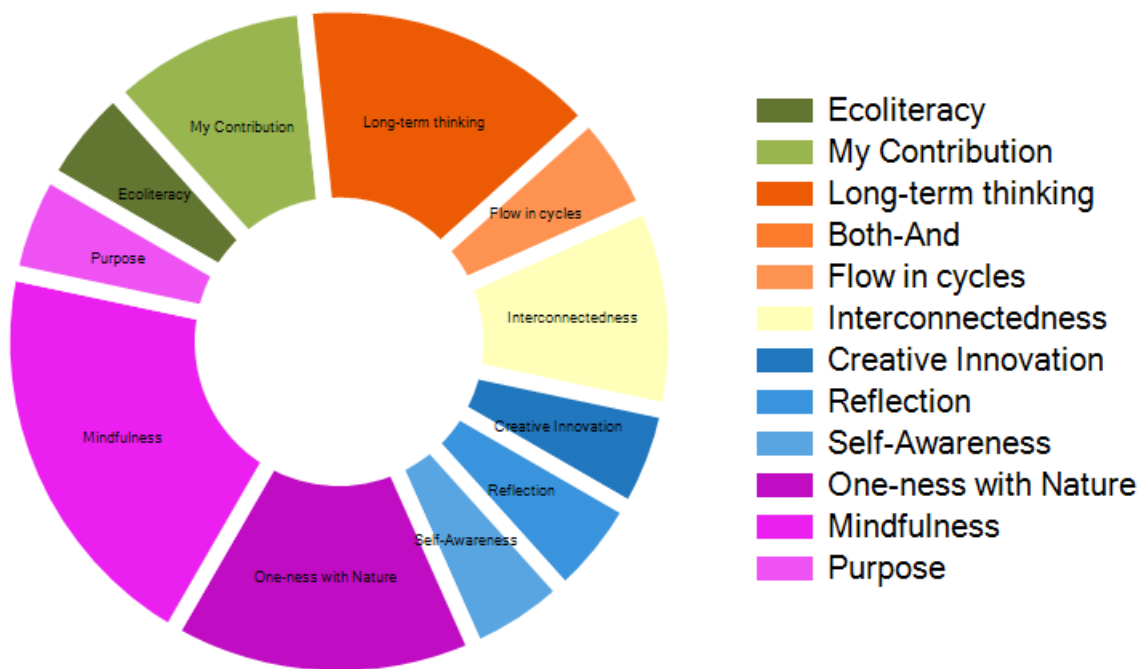 My Contribution
Long-term thinking
Ecoliteracy
Flow in cycles
Purpose
Interconnectedness
Mindfulness
Creative Innovation
Reflection
Self-Awareness
One-ness with Nature
Ecoliteracy
My Contribution
Long-term thinking
Both-And
Flow in cycles
Interconnectedness
Creative Innovation
Reflection
Self-Awareness
One-ness with Nature
Mindfulness
Purpose